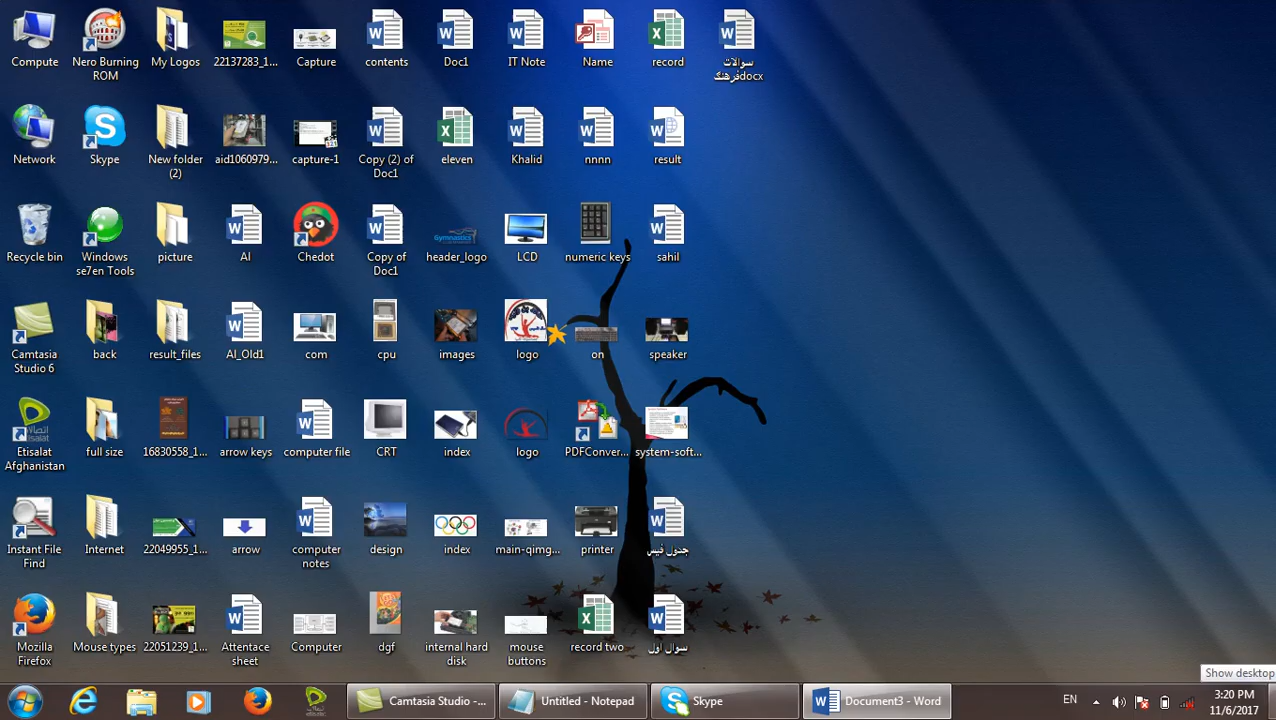 Compute
Nero Burning
ROM
My Logos
22137283_1...
Capture
contents
Doc1
IT Note
Name
record
سوالات
فرهنگdocx
Network
Skype
New folder
(2)
aid1060979...
capture-1
Copy (2) of
Doc1
eleven
Khalid
nnnn
result
Recycle bin
Windows
se7en Tools
picture
Al
Chedot
Copy of
Doc1
Gymnastics
header_logo
LCD
numeric keys
sahil
Camtasia
Studio 6
back
result_files
Al_Old1
com
cpu
images
logo
on
speaker
Etisalat
Afghanistan
full size
16830558_1...
arrow keys
computer file
CRT
index
logo
PDFConver...
system-soft...
Instant File
Find
Internet
22049955_1...
arrow
computer
notes
design
index
main-qimg...
printer
جدول فیس
Mozilla
Firefox
Mouse types
22051239_1...
Attentace
sheet
Computer
dgf
internal hard
disk
mouse
buttons
record two
سوال اول
Show desktop
Camtasia Studio -...
Untitled - Notepad
Skype
Document3 - Word
EN
3:20 PM
11/6/2017